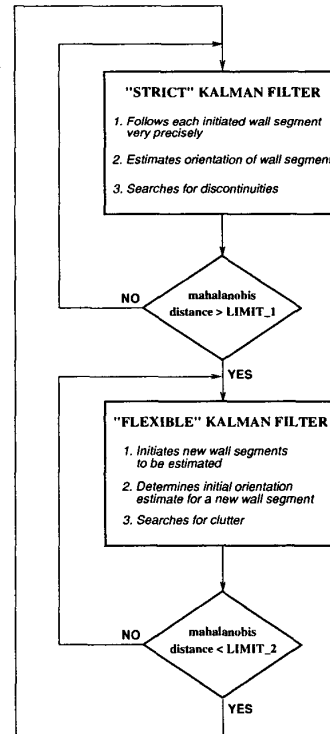 "STRICT" KALMAN FILTER
1. Follows each initiated wall segment
very precisely
2. Estimates orientation of wall segment
3. Searches for discontinuities
NO
mahalanobis
distance > LIMIT_1
YES
"FLEXIBLE" KALMAN FILTER
1. Initiates new wall segments
to be estimated
2. Determines initial orientation
estimate for a new wall segment
3. Searches for clutter
NO
mahalanobis
distance < LIMIT_2
YES